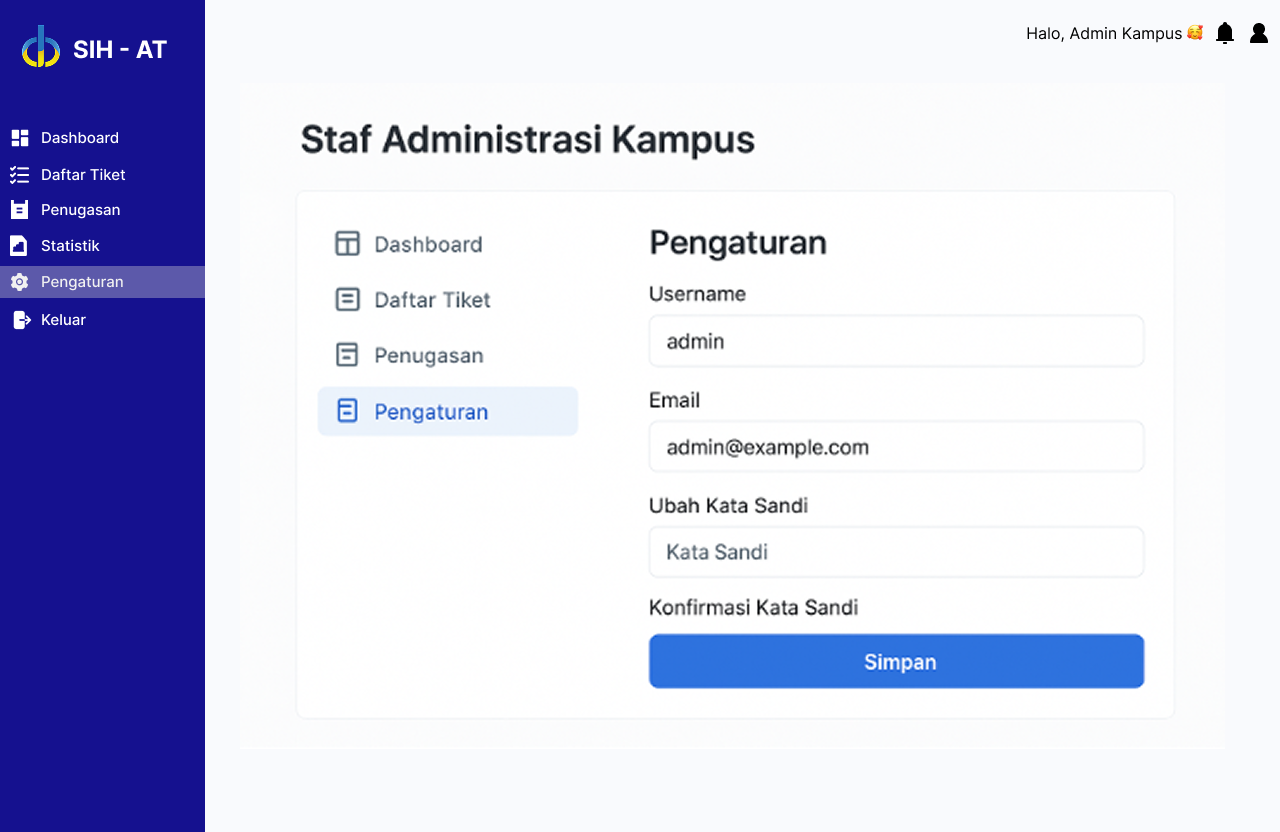 SIH - AT
Halo, Admin Kampus 🥰
Dashboard
Daftar Tiket
Penugasan
Statistik
Pengaturan
Keluar
Staf Administrasi Kampus
Dashboard
Daftar Tiket
Penugasan
Pengaturan
Pengaturan
Username
admin
Email
admin@example.com
Ubah Kata Sandi
Kata Sandi
Konfirmasi Kata Sandi
Simpan